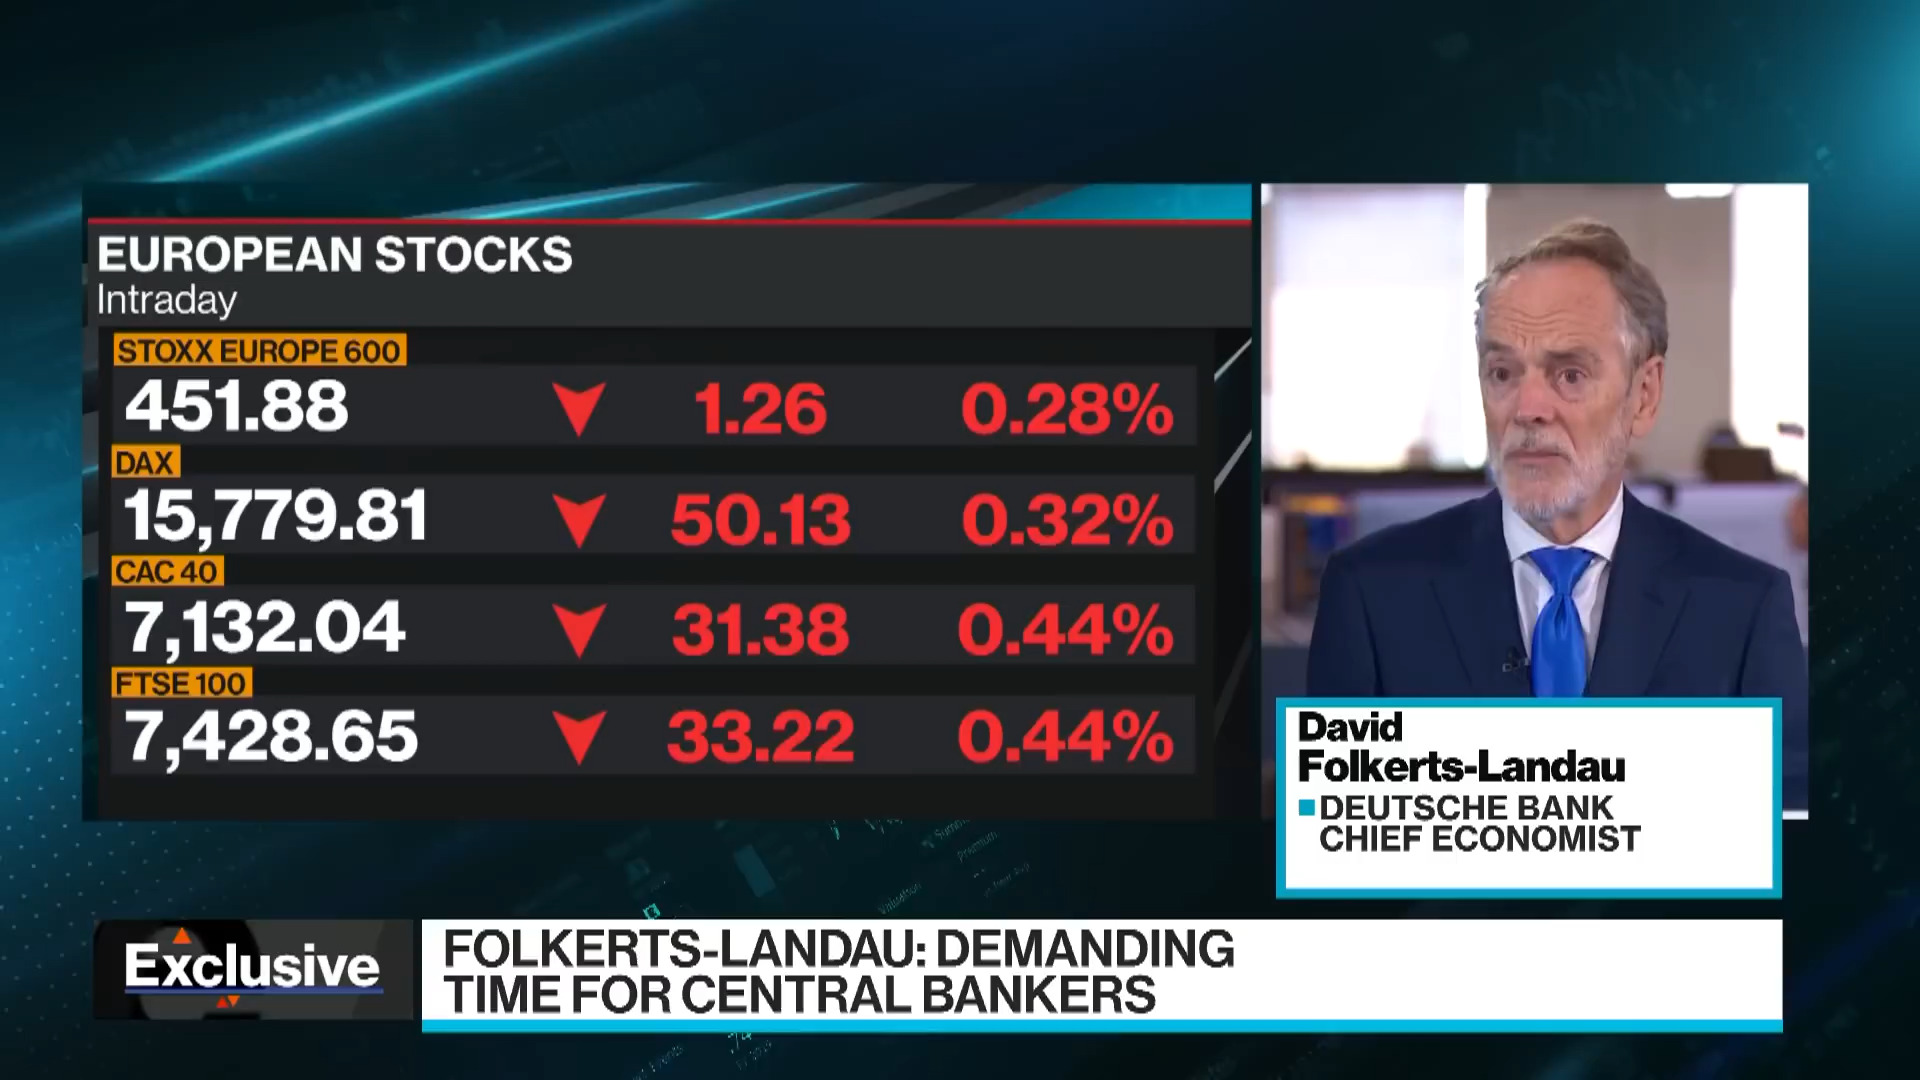 EUROPEAN STOCKS
Intraday
STOXX EUROPE 600
451.88 1.26 0.28%
DAX
15,779.81 50.13 0.32%
CAC 40
7,132.04 31.38 0.44%
FTSE 100
7,428.65 33.22 0.44%
David
Folkerts-Landau
DEUTSCHE BANK
CHIEF ECONOMIST
Exclusive
FOLKERTS-LANDAU: DEMANDING
TIME FOR CENTRAL BANKERS